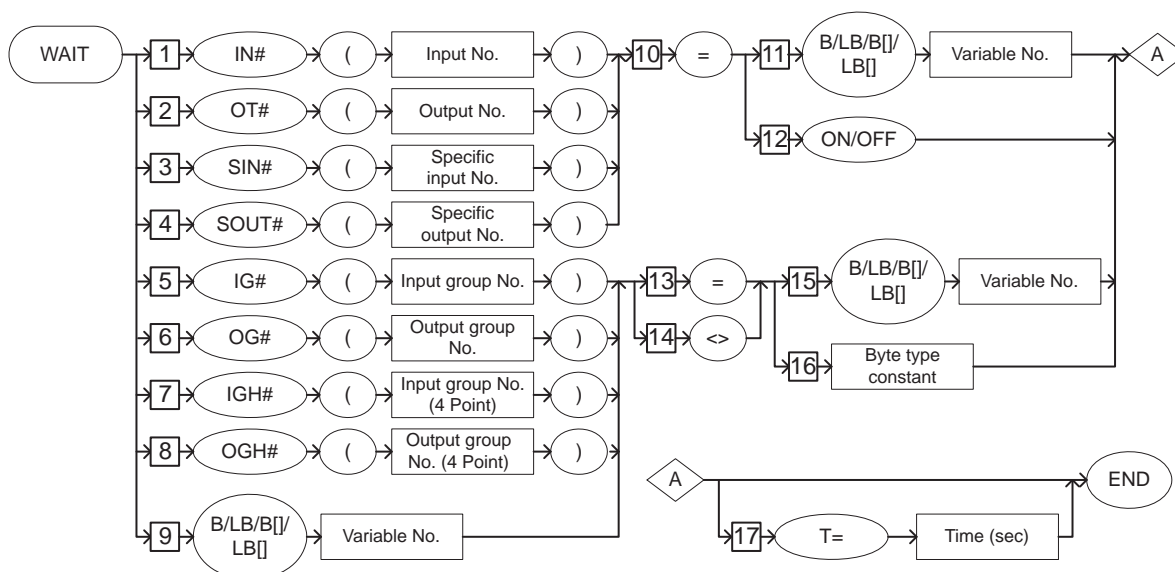 WAIT
1 IN# ( Input No. ) 10 = 11 B/LB/B[]/
LB[] Variable No. A
2 OT# ( Output No. ) 12 ON/OFF
3 SIN# ( Specific
input No. )
4 SOUT# ( Specific
output No. )
5 IG# ( Input group No. ) 13 = 15 B/LB/B[]/
LB[] Variable No.
6 OG# ( Output group
No. ) 14 <> 16 Byte type
constant
7 IGH# ( Input group No.
(4 Point) )
8 OGH# ( Output group
No. (4 Point) )
9 B/LB/B[]/
LB[] Variable No.
A END
17 T= Time (sec)